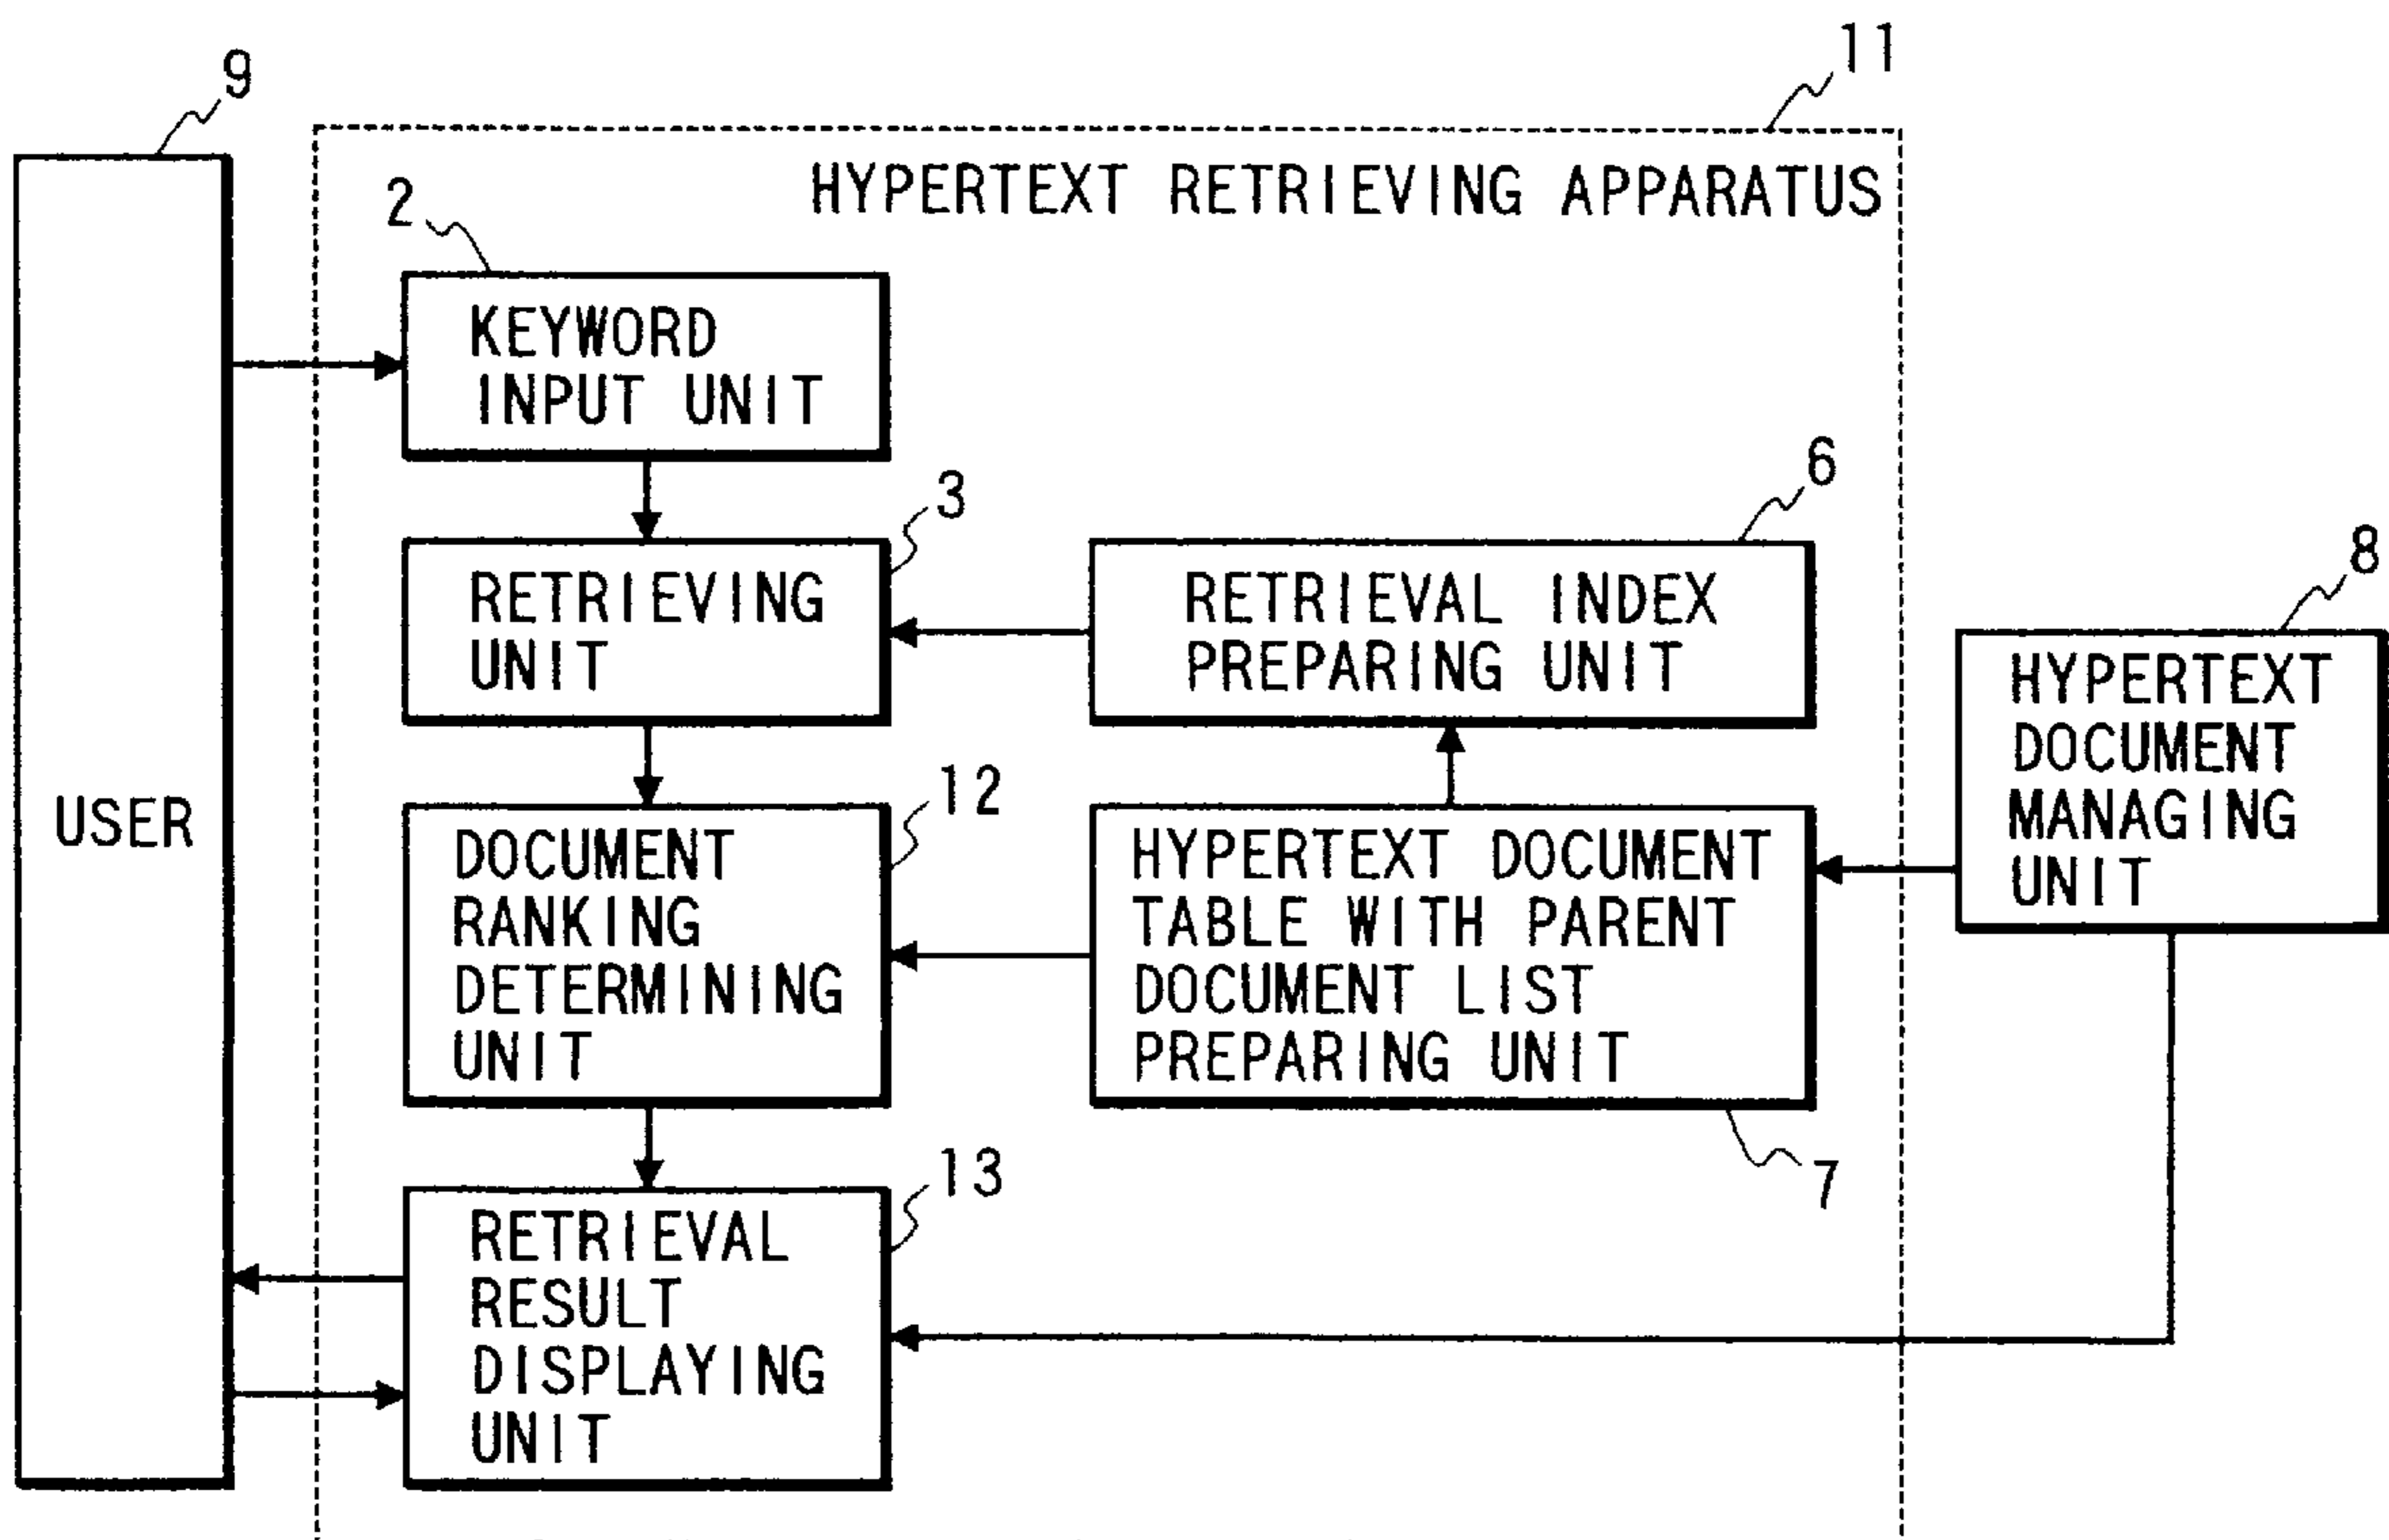 9
11
HYPERTEXT RETRIEVING APPARATUS
2
KEYWORD
INPUT UNIT
3
RETRIEVING
UNIT
6
RETRIEVAL INDEX
PREPARING UNIT
8
HYPERTEXT
DOCUMENT
MANAGING
UNIT
USER
12
DOCUMENT
RANKING
DETERMINING
UNIT
HYPERTEXT DOCUMENT
TABLE WITH PARENT
DOCUMENT LIST
PREPARING UNIT
7
13
RETRIEVAL
RESULT
DISPLAYING
UNIT